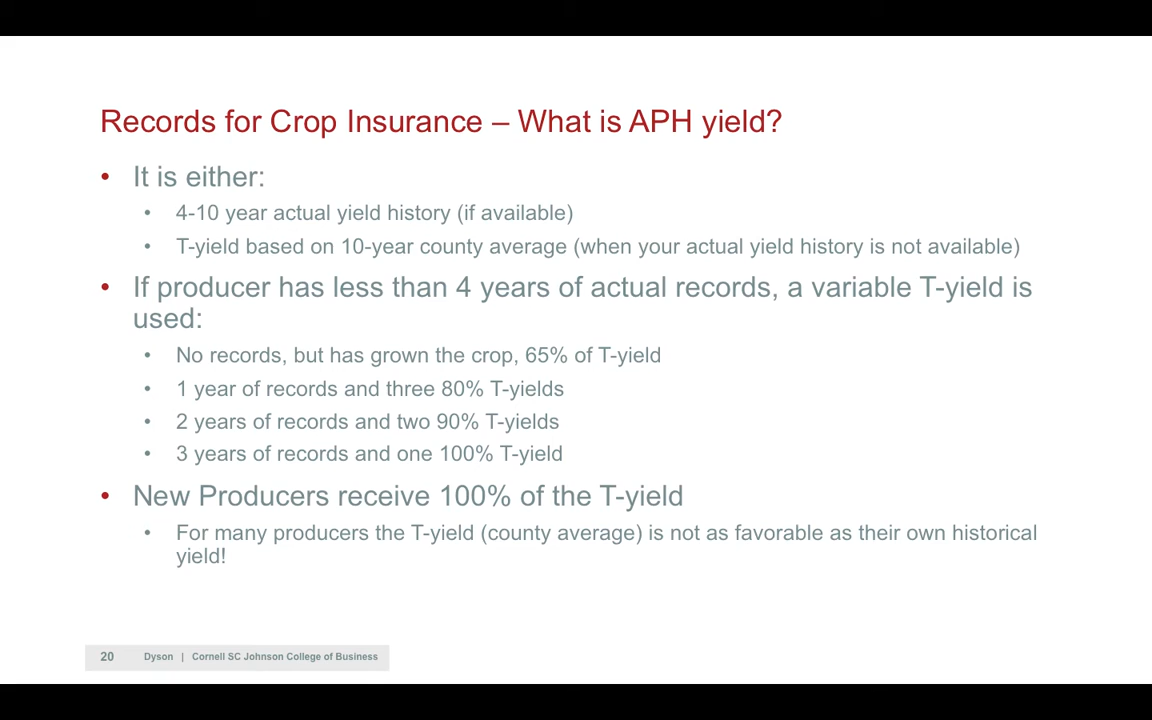 Records for Crop Insurance – What is APH yield?
• It is either:
• 4-10 year actual yield history (if available)
• T-yield based on 10-year county average (when your actual yield history is not available)
• If producer has less than 4 years of actual records, a variable T-yield is
used:
• No records, but has grown the crop, 65% of T-yield
• 1 year of records and three 80% T-yields
• 2 years of records and two 90% T-yields
• 3 years of records and one 100% T-yield
• New Producers receive 100% of the T-yield
• For many producers the T-yield (county average) is not as favorable as their own historical
yield!
20 Dyson | Cornell SC Johnson College of Business